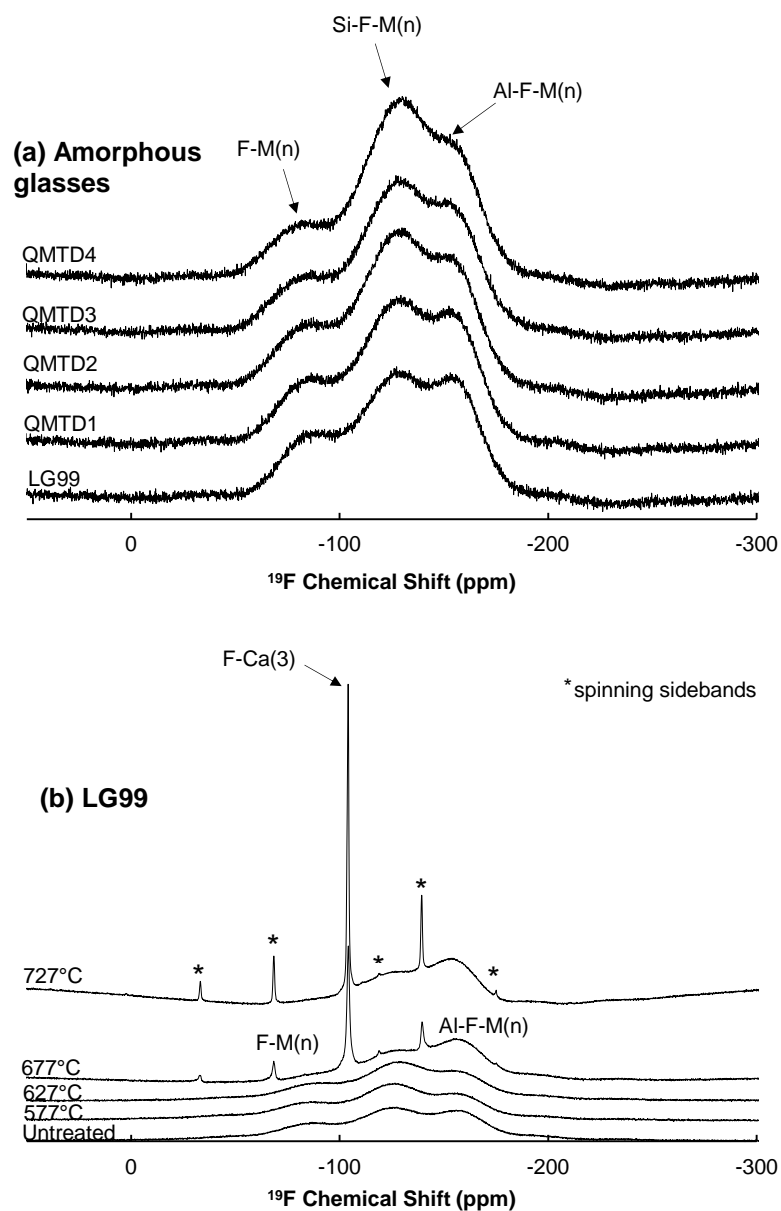 Si-F-M(n)
Al-F-M(n)
F-M(n)
(a) Amorphous
glasses
QMTD4
QMTD3
QMTD2
QMTD1
LG99
0 -100 -200 -300
¹⁹F Chemical Shift (ppm)
F-Ca(3)
*spinning sidebands
(b) LG99
*
*
*
*
*
727°C
F-M(n)
Al-F-M(n)
677°C
627°C
577°C
Untreated
0 -100 -200 -300
¹⁹F Chemical Shift (ppm)